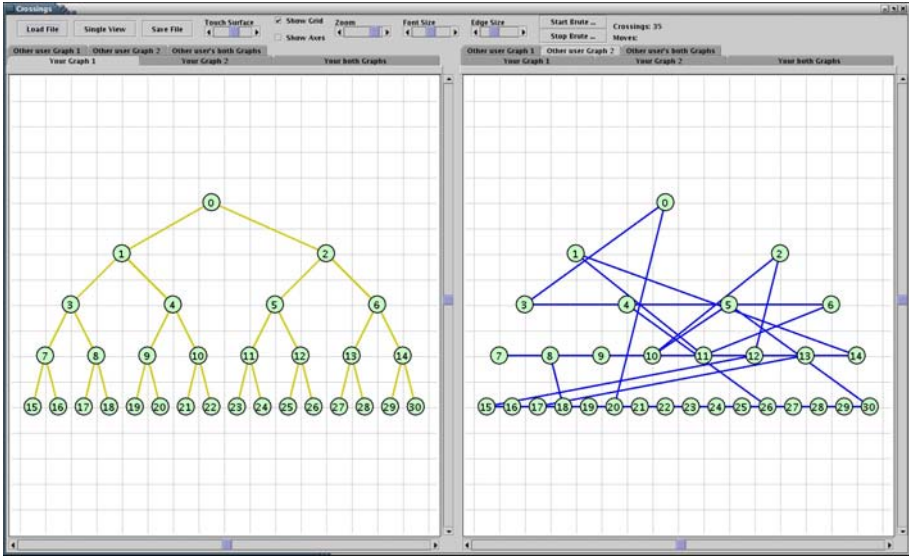 Crossings
Load File Single View Save File Touch Surface Show Grid Show Axes Zoom Font Size Edge Size Start Brute ... Stop Brute ... Crossings: 35 Moves:
Other user Graph 1 Other user Graph 2 Other user's both Graphs
Your Graph 1 Your Graph 2 Your both Graphs
Other user Graph 1 Other user Graph 2 Other user's both Graphs
Your Graph 1 Your Graph 2 Your both Graphs
0
1 2
3 4 5 6
7 8 9 10 11 12 13 14
15 16 17 18 19 20 21 22 23 24 25 26 27 28 29 30
0
1 2
3 4 5 6
7 8 9 10 11 12 13 14
15 16 17 18 19 20 21 22 23 24 25 26 27 28 29 30